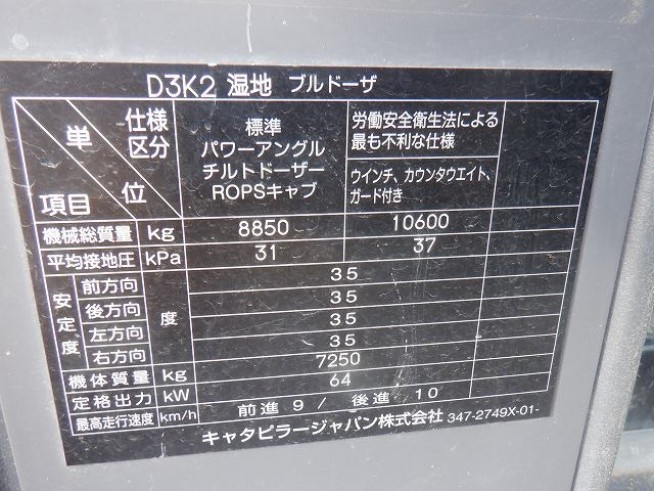 D3K2 湿地 ブルドーザ
仕様
区分
単
位
項目
標準
パワーアングル
チルトドーザー
ROPSキャブ
労働安全衛生法による
最も不利な仕様
ウインチ、カウンタウエイト、
ガード付き
機械総質量 kg 8850 10600
平均接地圧 kPa 31 37
安定度 前方向 度 35
後方向 35
左方向 35
右方向 35
機体質量 kg 7250
定格出力 kW 64
最高走行速度 km/h 前進 9 / 後進 10
キャタピラージャパン株式会社 347-2749X-01-